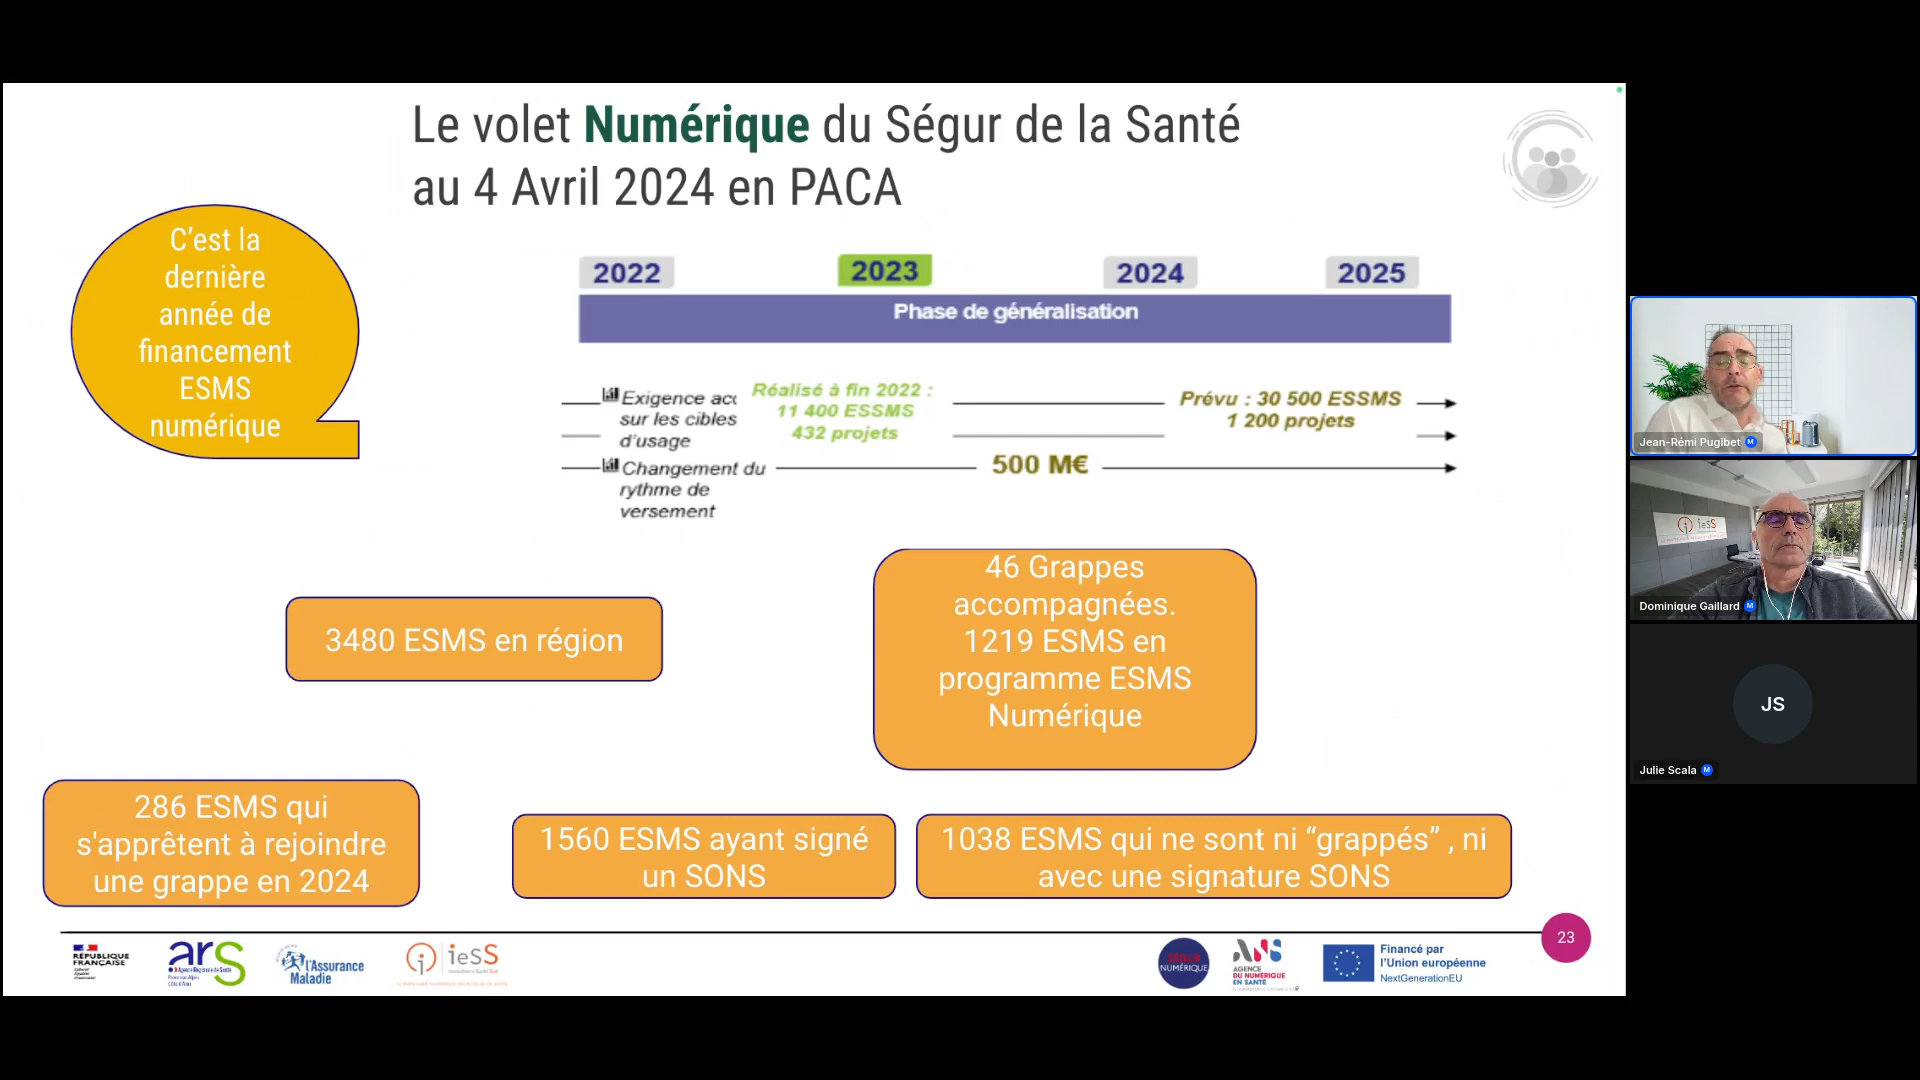 Le volet Numérique du Ségur de la Santé
au 4 Avril 2024 en PACA
C’est la
dernière
année de
financement
ESMS
numérique
2022
2023
2024
2025
Phase de généralisation
Exigence
sur les cibles
d’usage
Réalisé à fin 2022 :
11 400 ESSMS
432 projets
Prévu : 30 500 ESSMS
1 200 projets
Changement du
rythme de
versement
500 M€
3480 ESMS en région
46 Grappes
accompagnées.
1219 ESMS en
programme ESMS
Numérique
286 ESMS qui
s'apprêtent à rejoindre
une grappe en 2024
1560 ESMS ayant signé
un SONS
1038 ESMS qui ne sont ni “grappés” , ni
avec une signature SONS
RÉPUBLIQUE
FRANÇAISE
ars
l'Assurance
Maladie
ieSS
SÉGUR
NUMÉRIQUE
AGENCE
DU NUMÉRIQUE
EN SANTÉ
Financé par
l’Union européenne
NextGenerationEU
23
Jean-Rémi Pugibet
ieSS
Dominique Gaillard
JS
Julie Scala